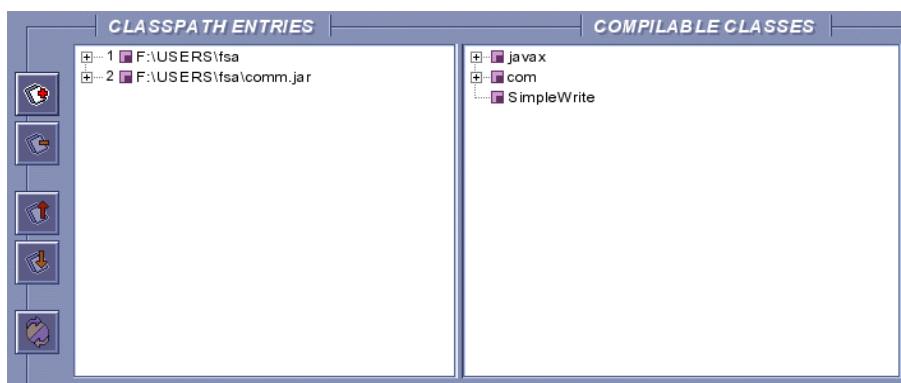 CLASSPATH ENTRIES
COMPILABLE CLASSES
1 F:\USERS\fsa
2 F:\USERS\fsa\comm.jar
javax
com
SimpleWrite